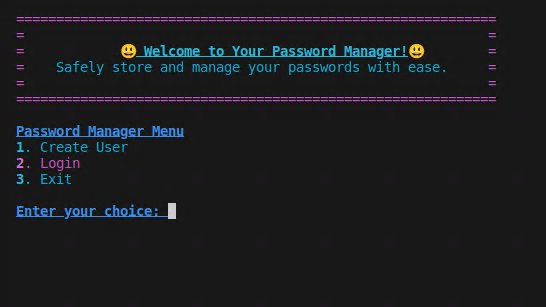 ============================================================
=                                                          =
=            😃 Welcome to Your Password Manager!😃        =
=    Safely store and manage your passwords with ease.     =
=                                                          =
============================================================
Password Manager Menu
1. Create User
2. Login
3. Exit
Enter your choice: